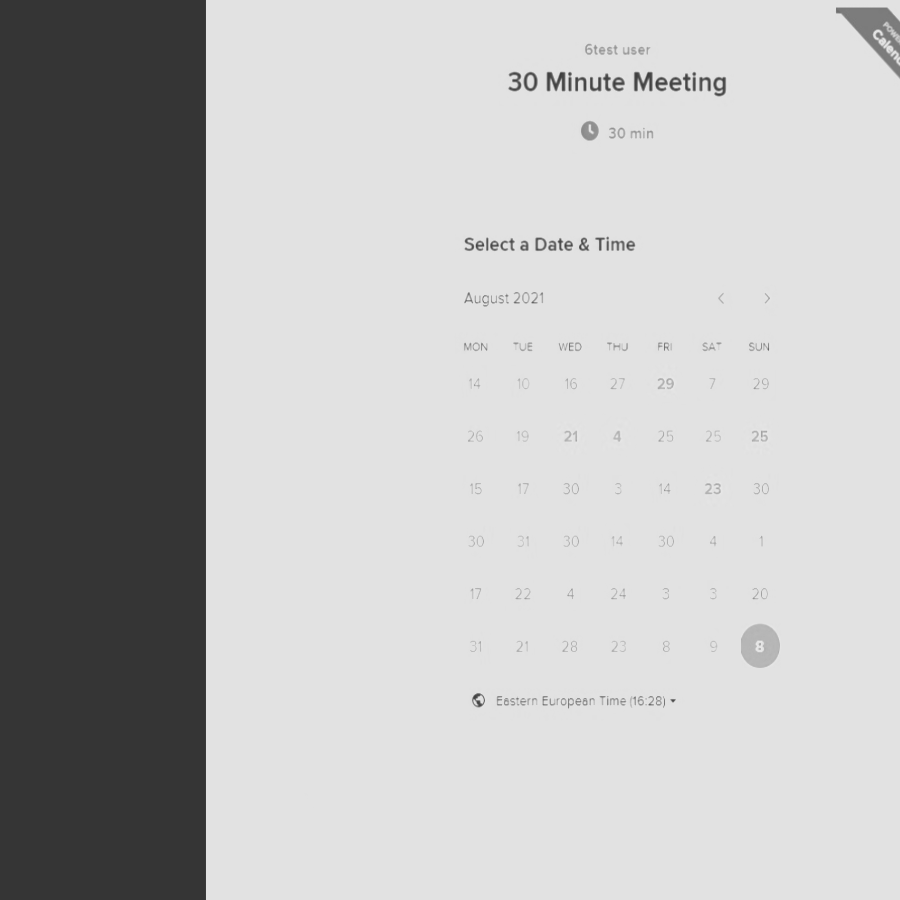 6test user
30 Minute Meeting
30 min
Select a Date & Time
August 2021
MON TUE WED THU FRI SAT SUN
14 10 16 27 29 7 29
26 19 21 4 25 25 25
15 17 30 3 14 23 30
30 31 30 14 30 4 1
17 22 4 24 3 3 20
31 21 28 23 8 9 8
Eastern European Time (16:28)